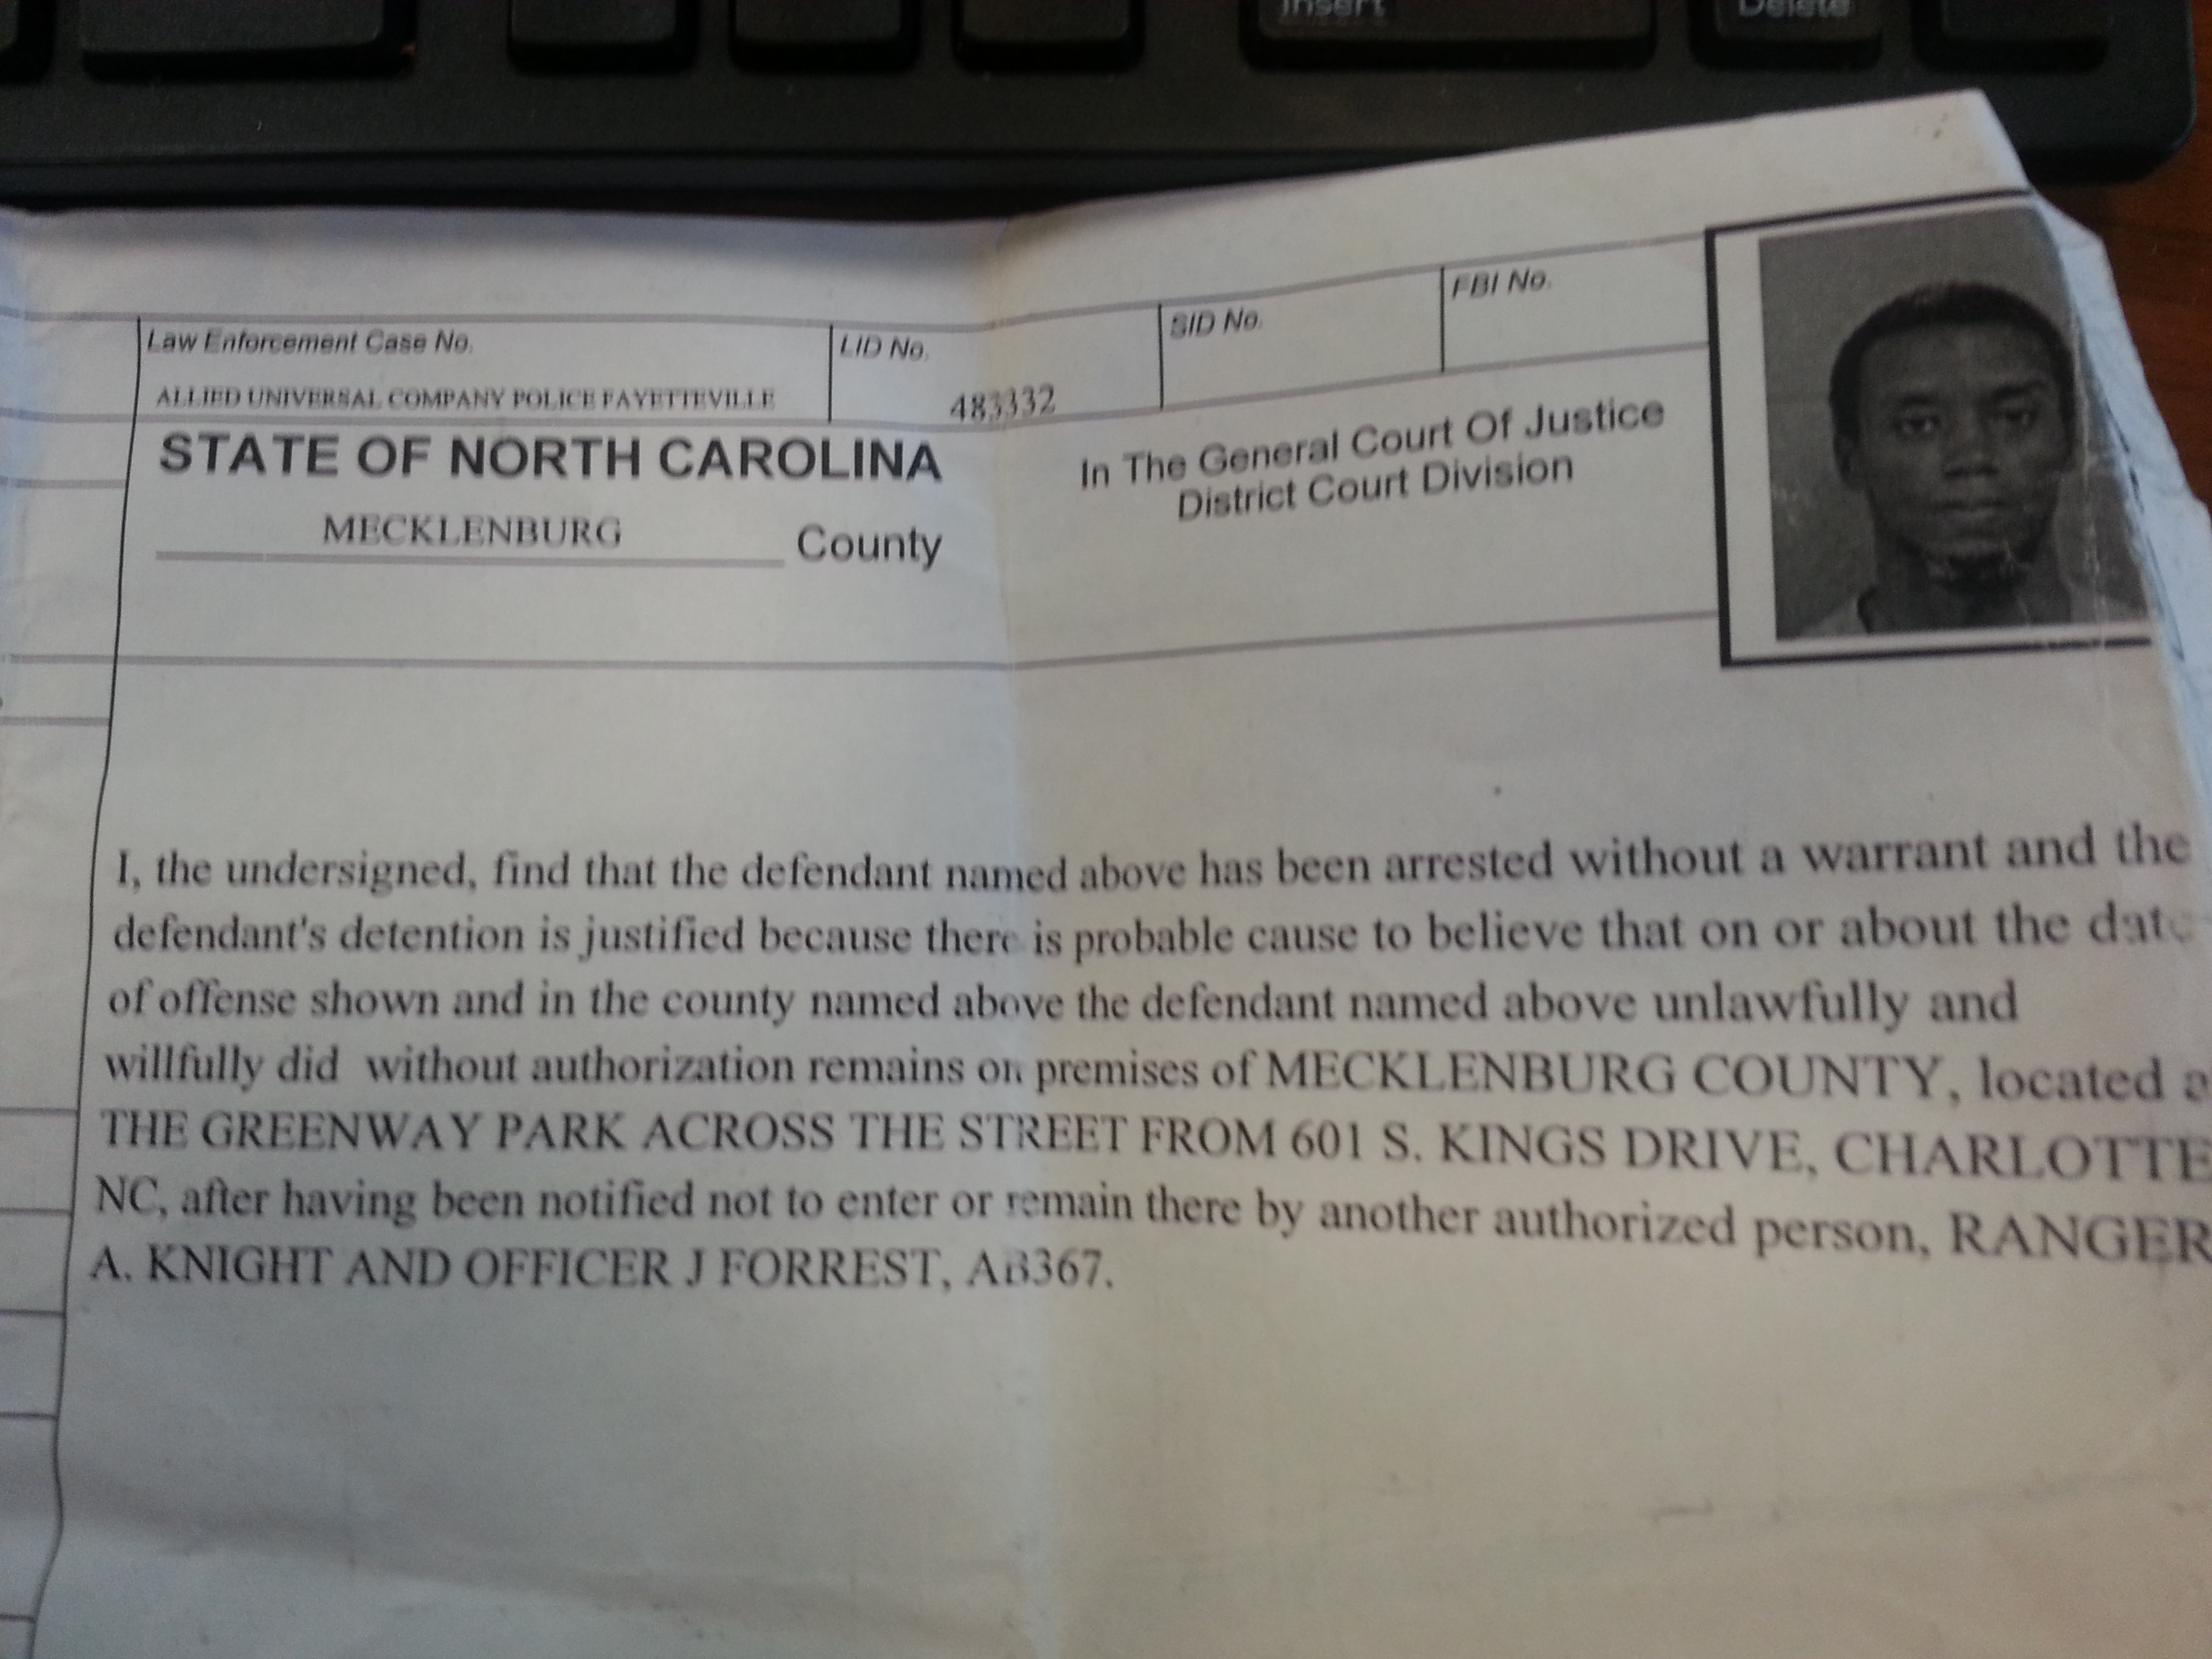 Insert
Delete
Law Enforcement Case No.
LID No.
SID No.
FBI No.
ALLIED UNIVERSAL COMPANY POLICE FAYETTEVILLE
483332
STATE OF NORTH CAROLINA
In The General Court Of Justice
District Court Division
MECKLENBURG County
I, the undersigned, find that the defendant named above has been arrested without a warrant and the
defendant's detention is justified because there is probable cause to believe that on or about the date
of offense shown and in the county named above the defendant named above unlawfully and
willfully did without authorization remains on premises of MECKLENBURG COUNTY, located a
THE GREENWAY PARK ACROSS THE STREET FROM 601 S. KINGS DRIVE, CHARLOTTE
NC, after having been notified not to enter or remain there by another authorized person, RANGER
A. KNIGHT AND OFFICER J FORREST, AB367.